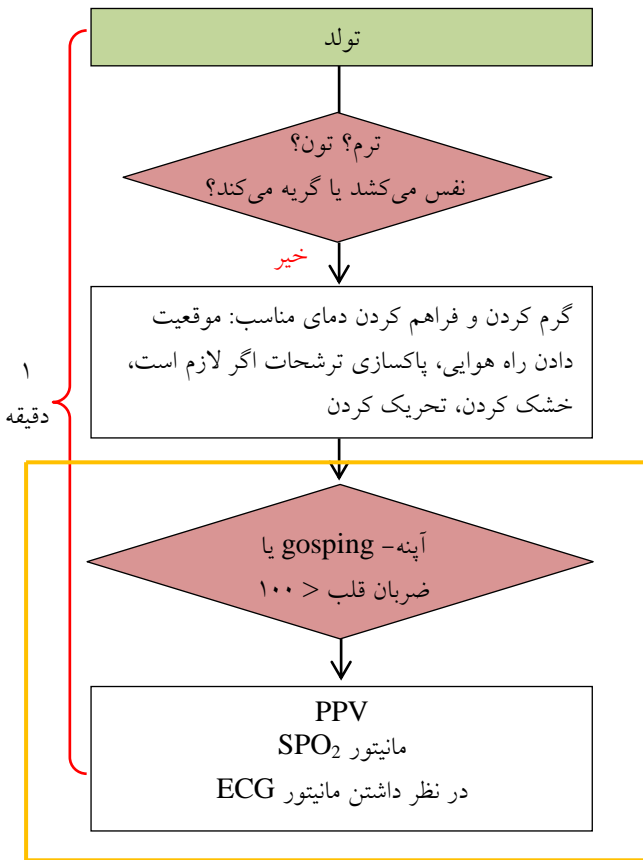 تولد
ترم؟ تون؟
نفس می‌کشد یا گریه می‌کند؟
خیر
گرم کردن و فراهم کردن دمای مناسب: موقعیت
دادن راه هوایی، پاکسازی ترشحات اگر لازم است،
خشک کردن، تحریک کردن
۱
دقیقه
آپنه- gosping یا
ضربان قلب < ۱۰۰
PPV
مانیتور SPO₂
در نظر داشتن مانیتور ECG